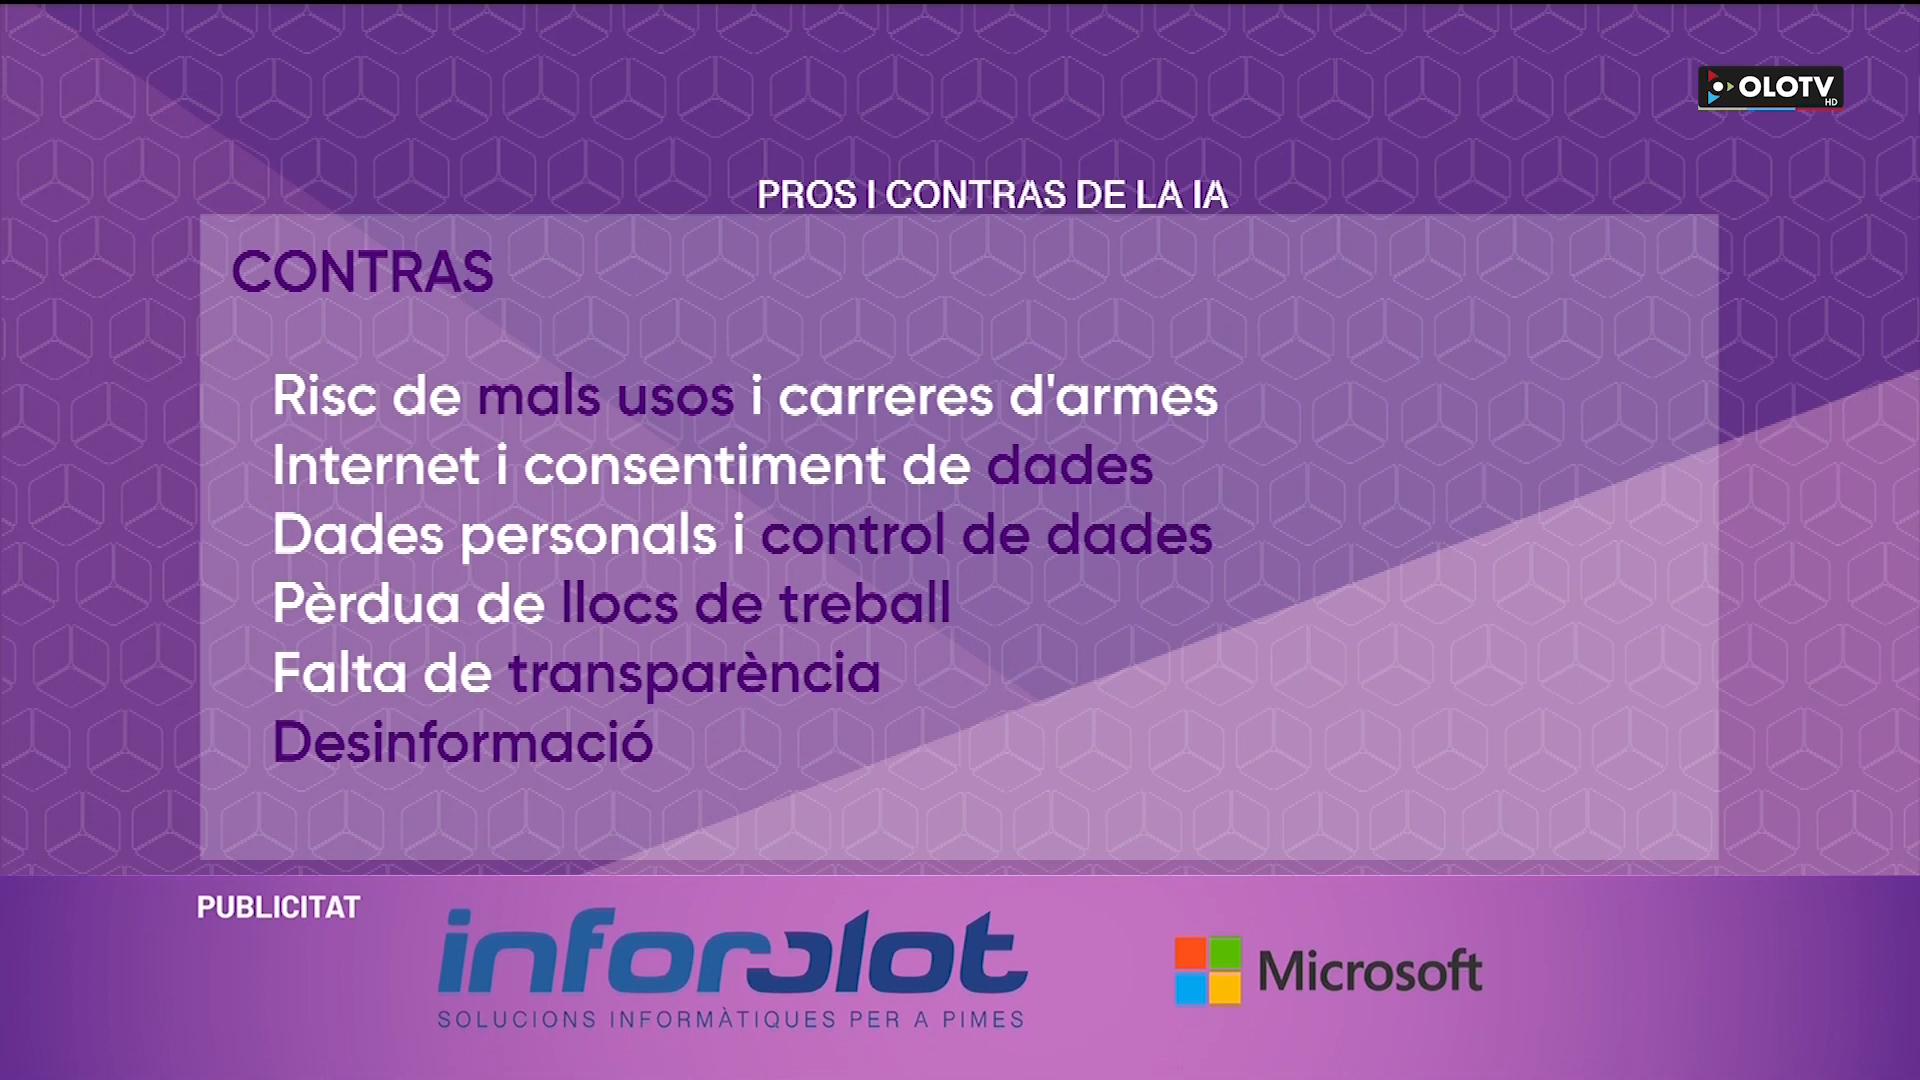 OLOTV
HD
PROS I CONTRAS DE LA IA
CONTRAS
Risc de mals usos i carreres d'armes
Internet i consentiment de dades
Dades personals i control de dades
Pèrdua de llocs de treball
Falta de transparència
Desinformació
PUBLICITAT
inforolot
SOLUCIONS INFORMÀTIQUES PER A PIMES
Microsoft